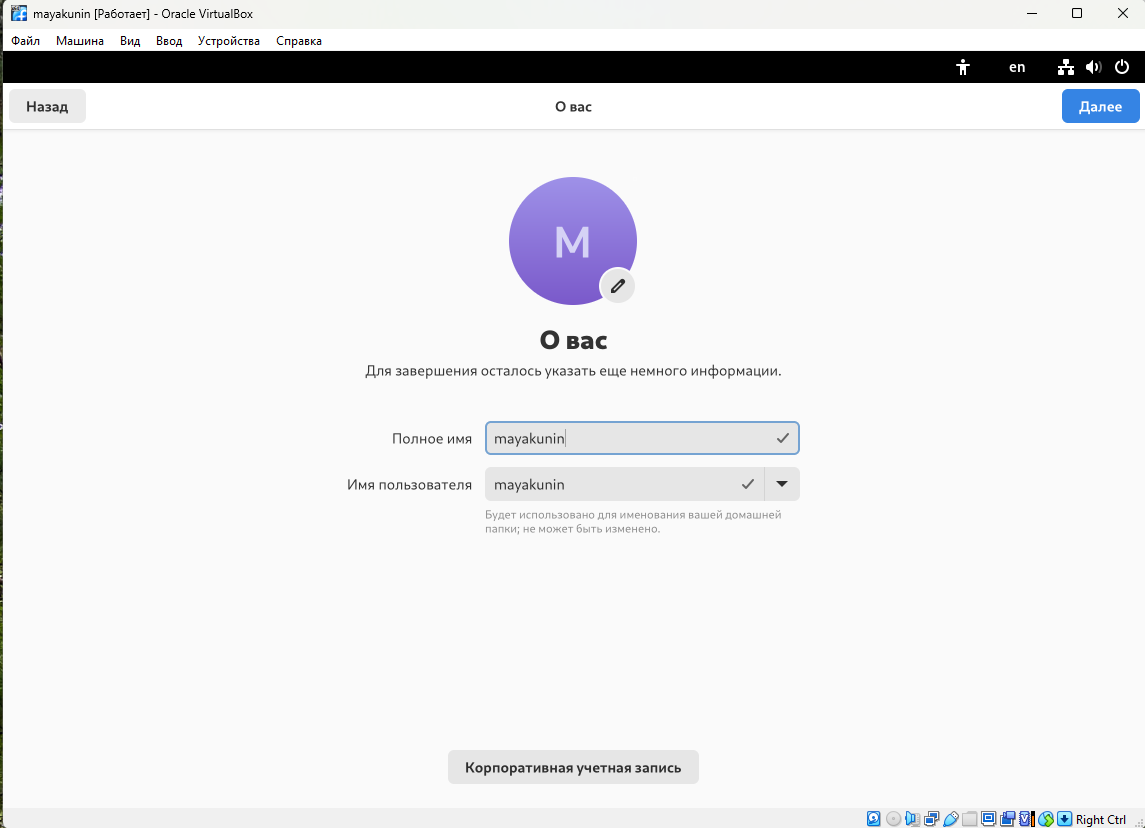 mayakunin [Работает] - Oracle VirtualBox
Файл Машина Вид Ввод Устройства Справка
en
Назад
О вас
Далее
M
О вас
Для завершения осталось указать еще немного информации.
Полное имя mayakunin
Имя пользователя mayakunin
Будет использовано для именования вашей домашней
папки; не может быть изменено.
Корпоративная учетная запись
Right Ctrl